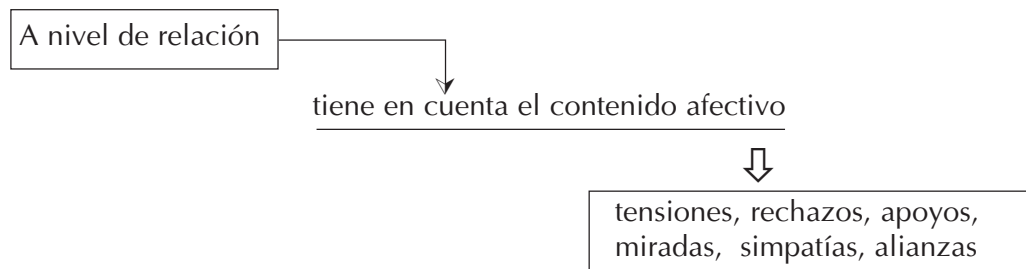 A nivel de relación
tiene en cuenta el contenido afectivo
tensiones, rechazos, apoyos,
miradas, simpatías, alianzas